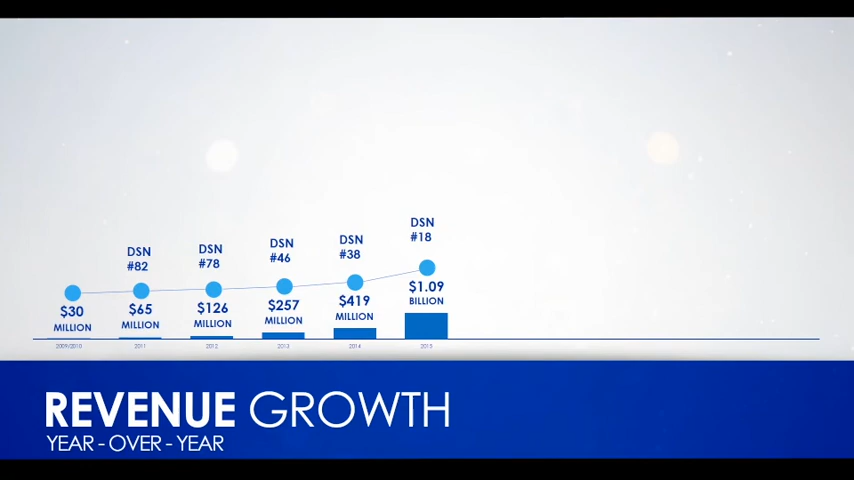 DSN
#82
DSN
#78
DSN
#46
DSN
#38
DSN
#18
$30
MILLION
$65
MILLION
$126
MILLION
$257
MILLION
$419
MILLION
$1.09
BILLION
2009/2010
2011
2012
2013
2014
2015
REVENUE GROWTH
YEAR - OVER - YEAR